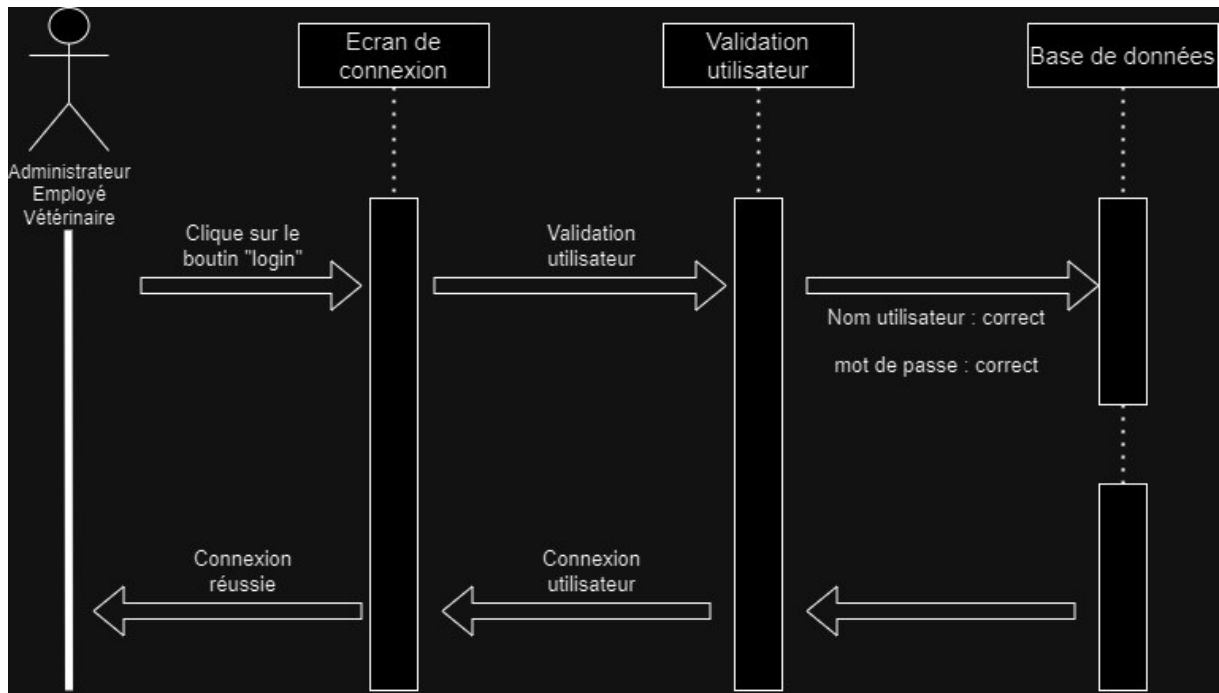 Ecran de
connexion
Validation
utilisateur
Base de données
Administrateur
Employé
Vétérinaire
Clique sur le
boutin "login"
Validation
utilisateur
Nom utilisateur : correct
mot de passe : correct
Connexion
réussie
Connexion
utilisateur